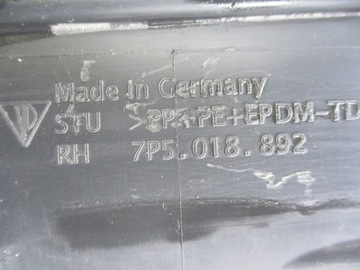 Made In Germany
STU >PP+PE+EPDM-TD
RH 7P5.018.892